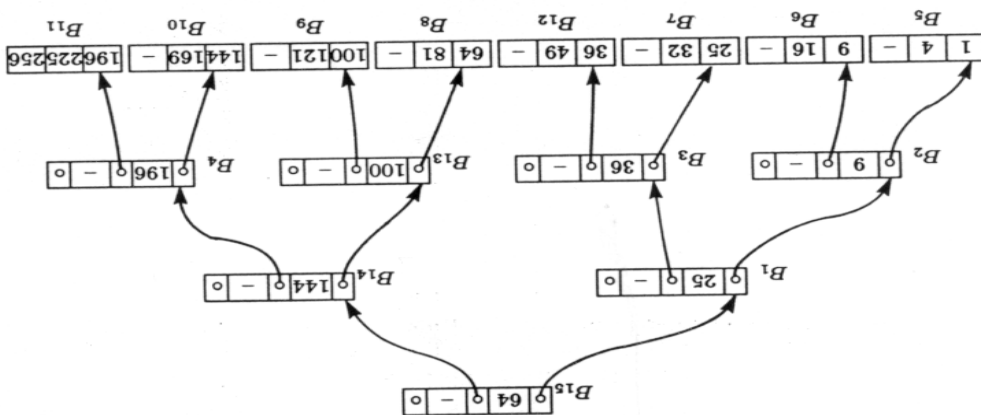 B15 64 –
B1 25 – B14 144 –
B2 9 – B3 36 – B13 100 – B4 196 –
1 4 – 9 16 – 25 32 – 36 49 – 64 81 – 100 121 – 144 169 – 196 225 256
B5 B6 B7 B12 B8 B9 B10 B11